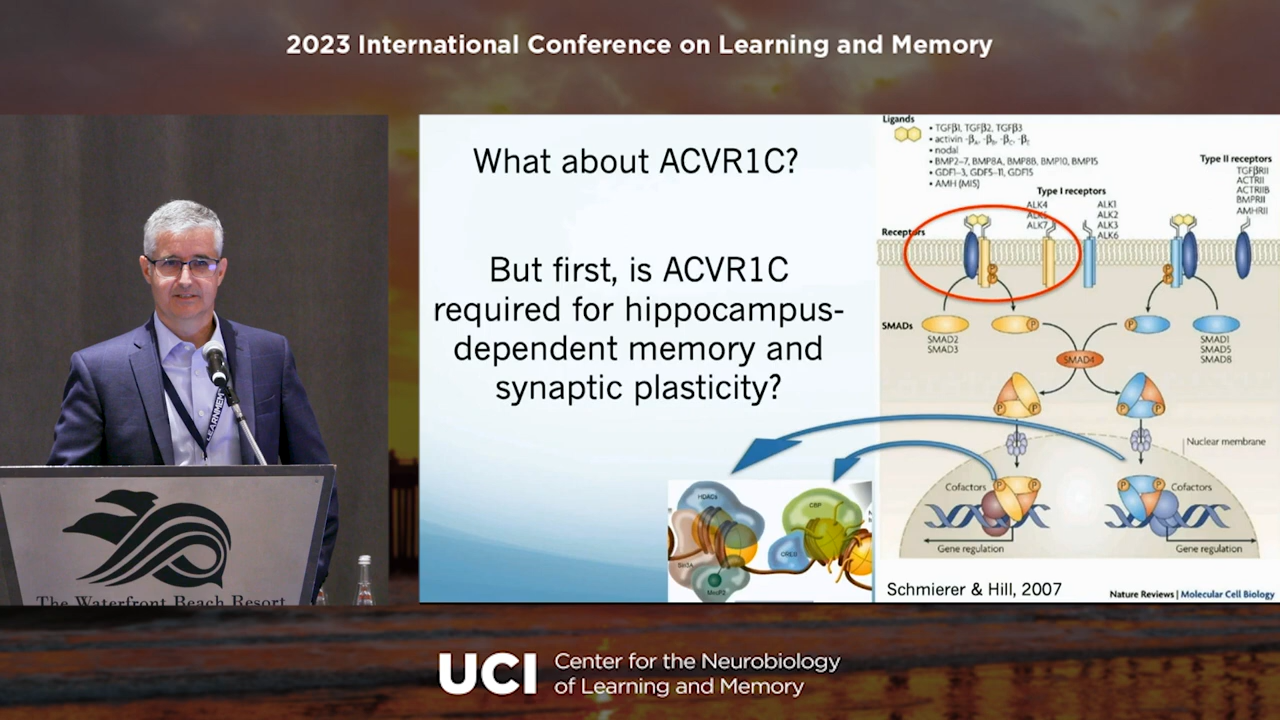 2023 International Conference on Learning and Memory
What about ACVR1C?
But first, is ACVR1C
required for hippocampus-
dependent memory and
synaptic plasticity?
HDACs
Sin3A
MeCP2
CBP
CREB
Ligands
• TGFβ1, TGFβ2, TGFβ3
• activin -βA, -βB, -βC, -βE
• nodal
• BMP2–7, BMP8A, BMP8B, BMP10, BMP15
• GDF1–3, GDF5–11, GDF15
• AMH (MIS)
Type I receptors
ALK4
ALK5
ALK7
ALK1
ALK2
ALK3
ALK6
Type II receptors
TGFβRII
ACTRII
ACTRIIB
BMPRII
AMHRII
Receptors
P
P
P
P
SMADs
P
P
SMAD2
SMAD3
SMAD1
SMAD5
SMAD8
SMAD4
P
P
P
P
Nuclear membrane
Cofactors
P
P
P
P
Cofactors
Gene regulation
Gene regulation
Schmierer & Hill, 2007
Nature Reviews | Molecular Cell Biology
LEARNMEM
The Waterfront Beach Resort
UCI
Center for the Neurobiology
of Learning and Memory